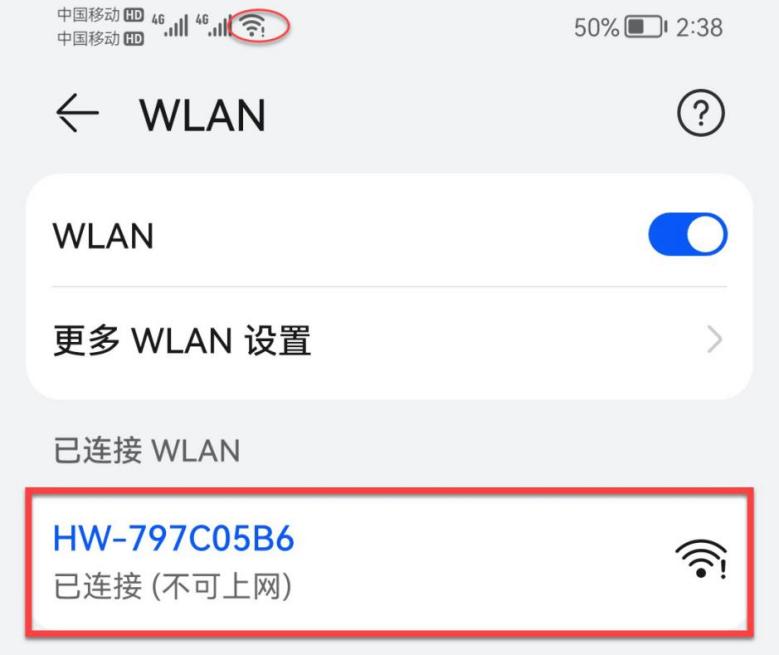 中国移动 HD 4G 4G 50% 2:38
中国移动 HD
WLAN
?
WLAN
更多 WLAN 设置
已连接 WLAN
HW-797C05B6
已连接 (不可上网)